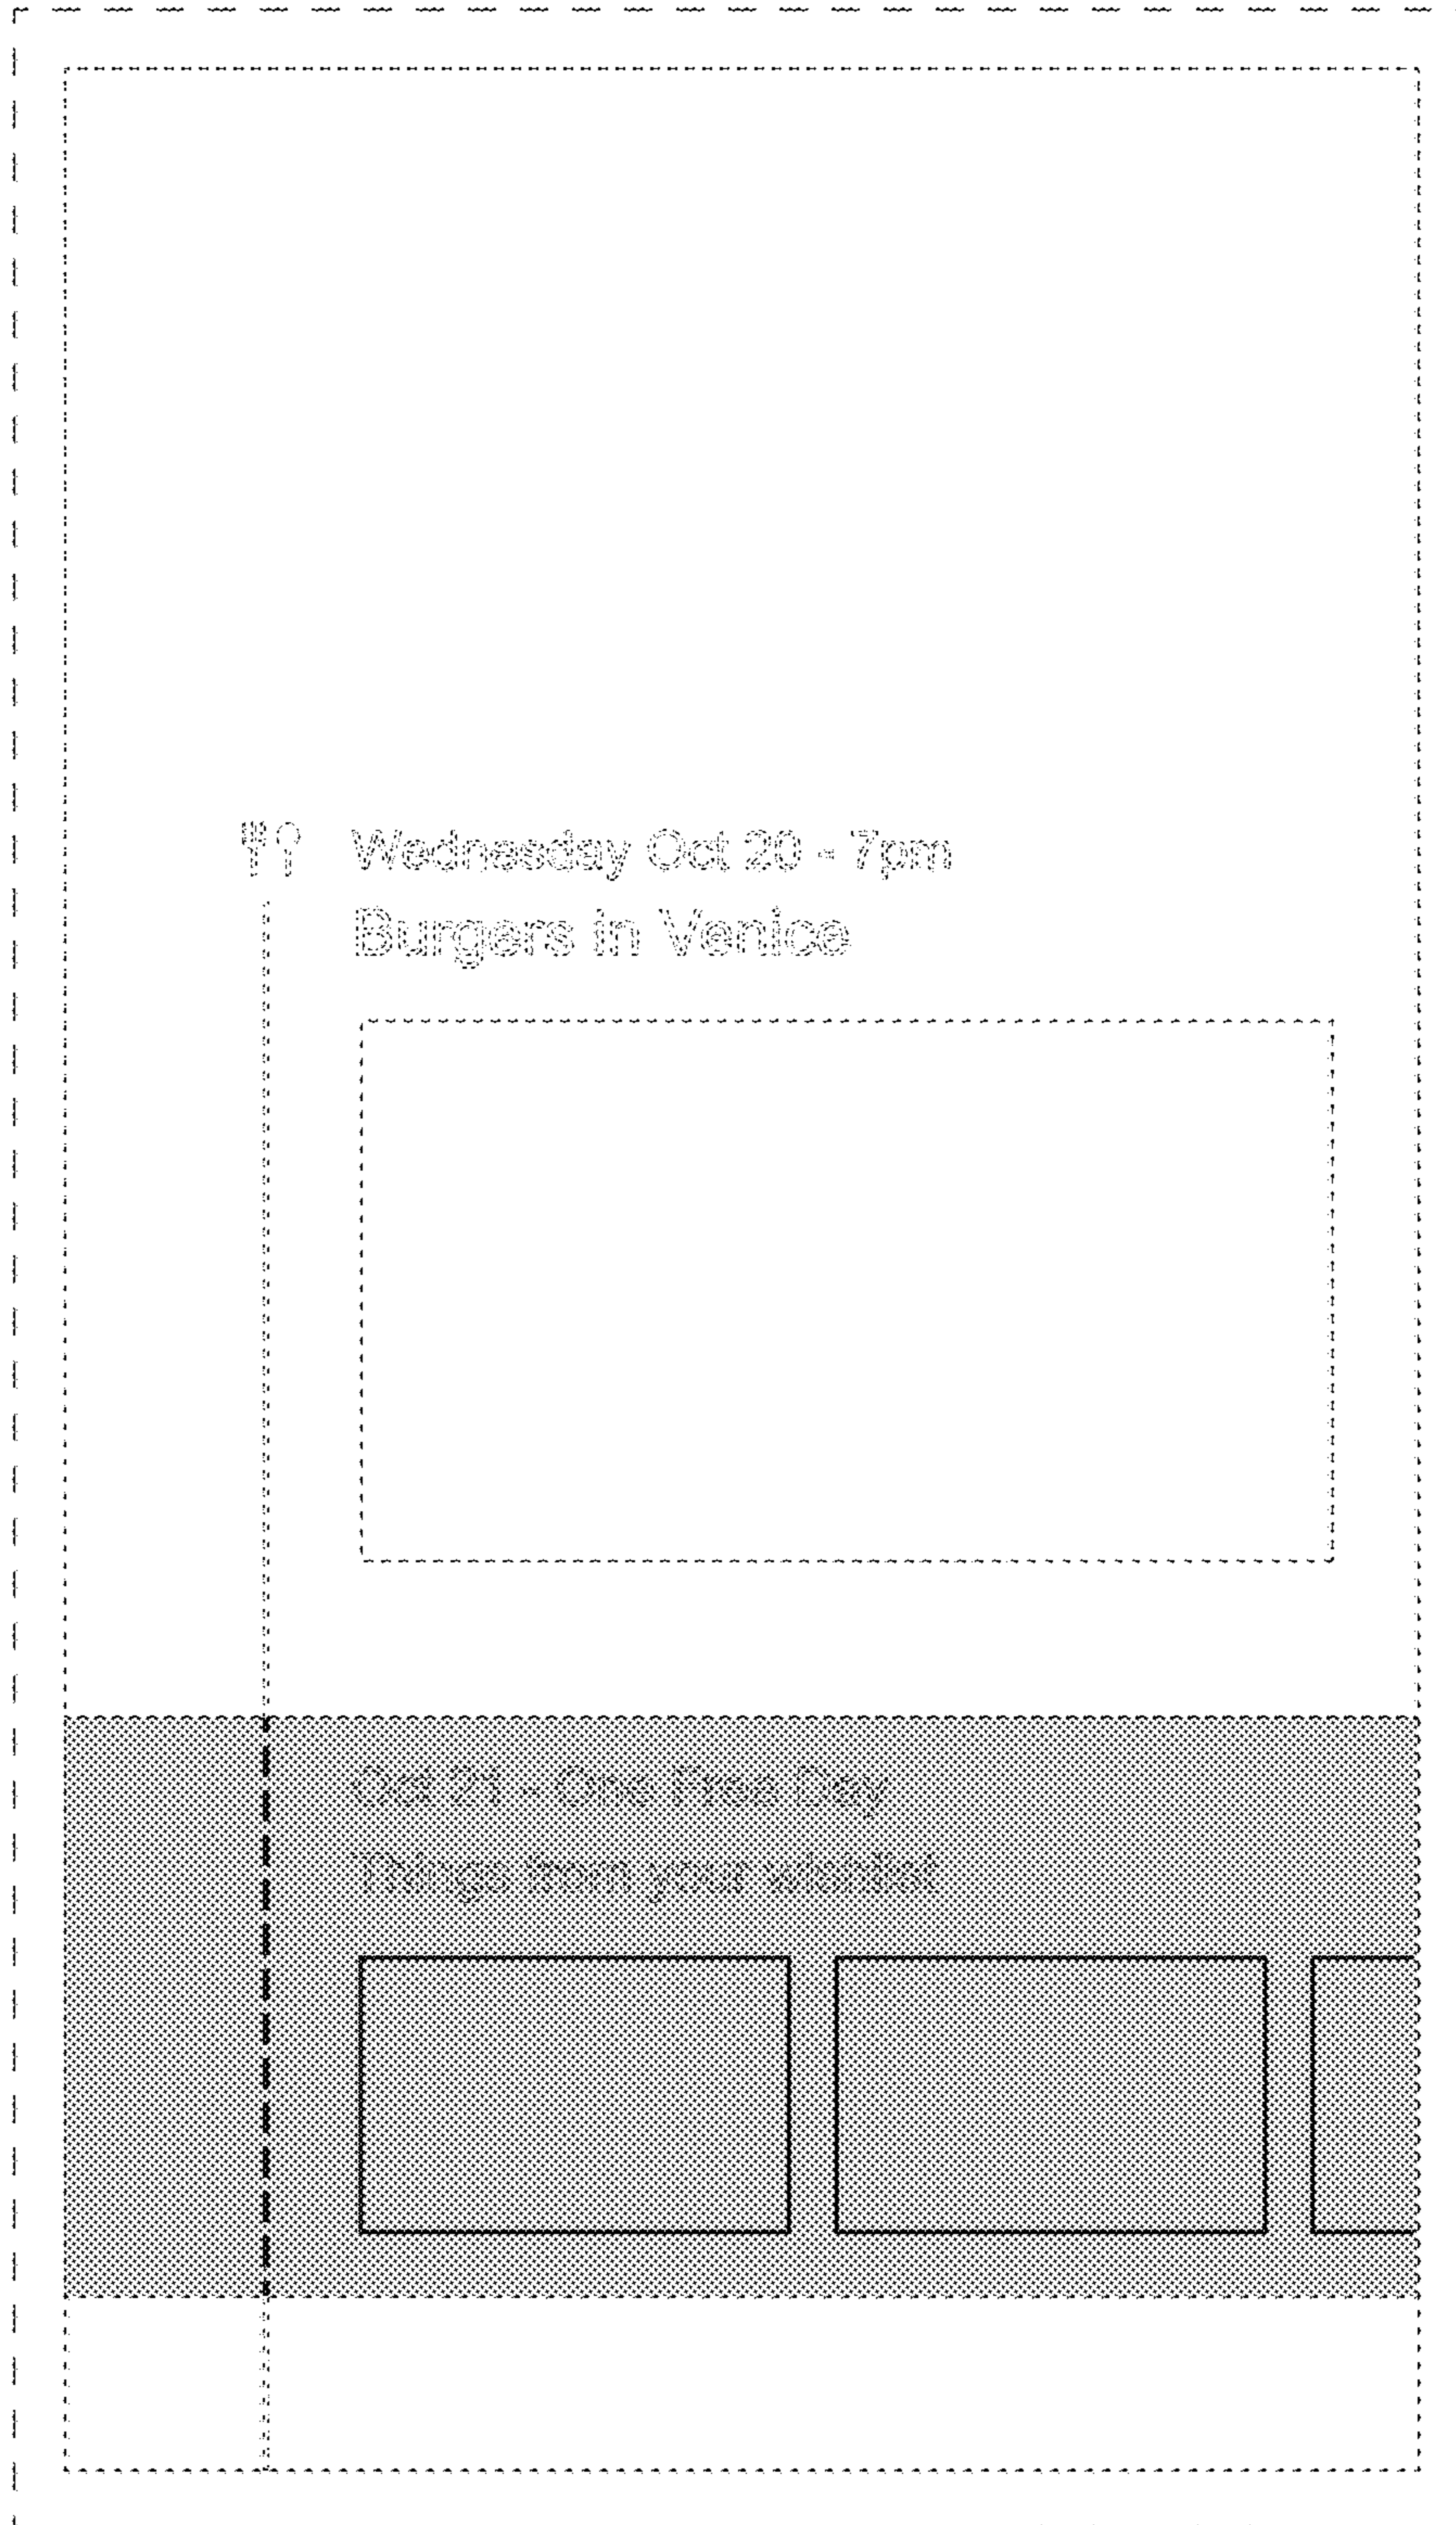 Wednesday Oct 20 - 7pm
Burgers in Venice
Oct 21 - One Free Day
Things from your wishlist